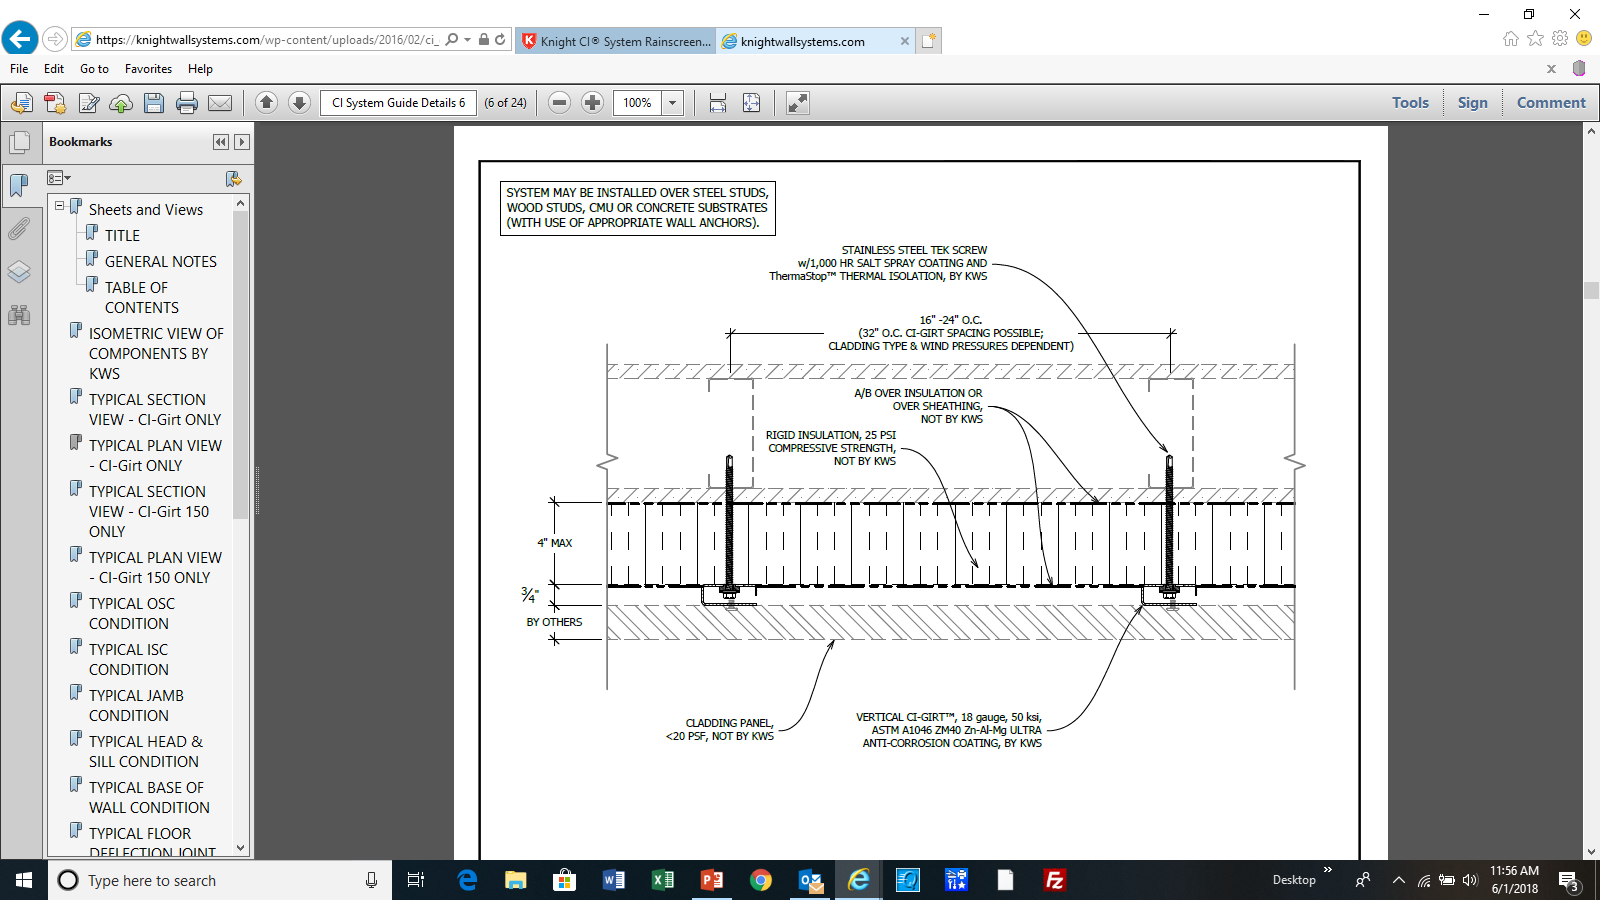 https://knightwallsystems.com/wp-content/uploads/2016/02/ci_
Knight CI® System Rainscreen...
knightwallsystems.com
File Edit Go to Favorites Help
CI System Guide Details 6
(6 of 24)
100%
Tools
Sign
Comment
Bookmarks
Sheets and Views
TITLE
GENERAL NOTES
TABLE OF
CONTENTS
ISOMETRIC VIEW OF
COMPONENTS BY
KWS
TYPICAL SECTION
VIEW - CI-Girt ONLY
TYPICAL PLAN VIEW
- CI-Girt ONLY
TYPICAL SECTION
VIEW - CI-Girt 150
ONLY
TYPICAL PLAN VIEW
- CI-Girt 150 ONLY
TYPICAL OSC
CONDITION
TYPICAL ISC
CONDITION
TYPICAL JAMB
CONDITION
TYPICAL HEAD &
SILL CONDITION
TYPICAL BASE OF
WALL CONDITION
TYPICAL FLOOR
DEFLECTION JOINT
SYSTEM MAY BE INSTALLED OVER STEEL STUDS,
WOOD STUDS, CMU OR CONCRETE SUBSTRATES
(WITH USE OF APPROPRIATE WALL ANCHORS).
STAINLESS STEEL TEK SCREW
w/1,000 HR SALT SPRAY COATING AND
ThermaStop™ THERMAL ISOLATION, BY KWS
16" -24" O.C.
(32" O.C. CI-GIRT SPACING POSSIBLE;
CLADDING TYPE & WIND PRESSURES DEPENDENT)
A/B OVER INSULATION OR
OVER SHEATHING,
NOT BY KWS
RIGID INSULATION, 25 PSI
COMPRESSIVE STRENGTH,
NOT BY KWS
4" MAX
3/4"
BY OTHERS
CLADDING PANEL,
<20 PSF, NOT BY KWS
VERTICAL CI-GIRT™, 18 gauge, 50 ksi,
ASTM A1046 ZM40 Zn-Al-Mg ULTRA
ANTI-CORROSION COATING, BY KWS
Type here to search
Desktop
11:56 AM
6/1/2018
3